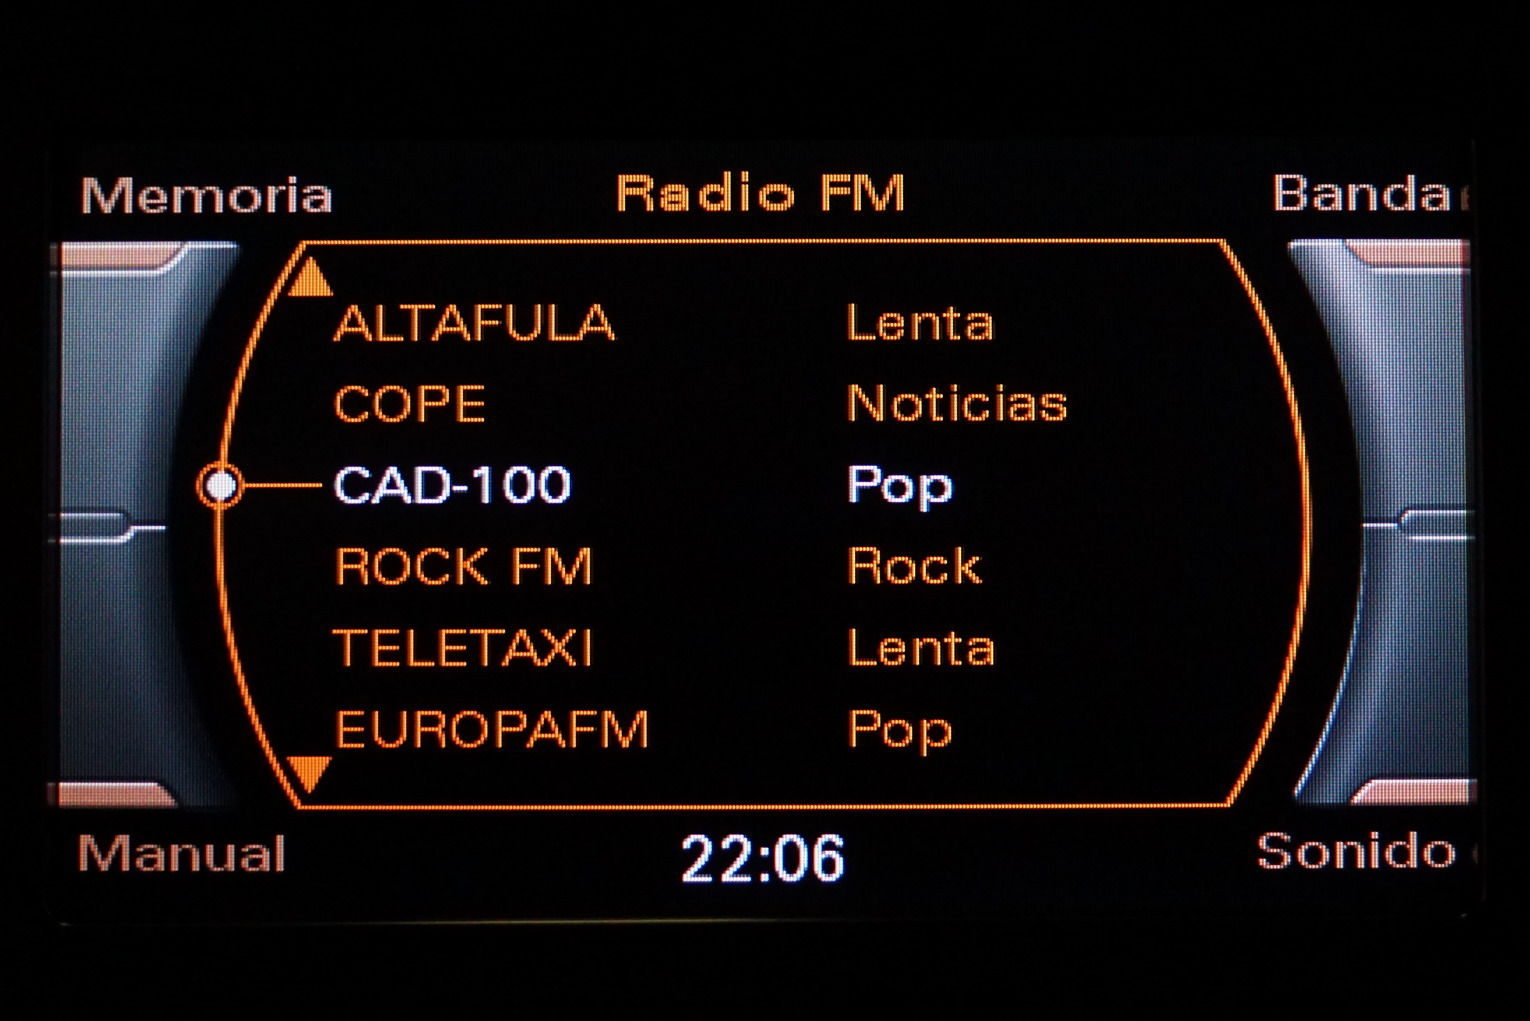 Memoria Radio FM Banda
ALTAFULA Lenta
COPE Noticias
CAD-100 Pop
ROCK FM Rock
TELETAXI Lenta
EUROPAFM Pop
Manual 22:06 Sonido